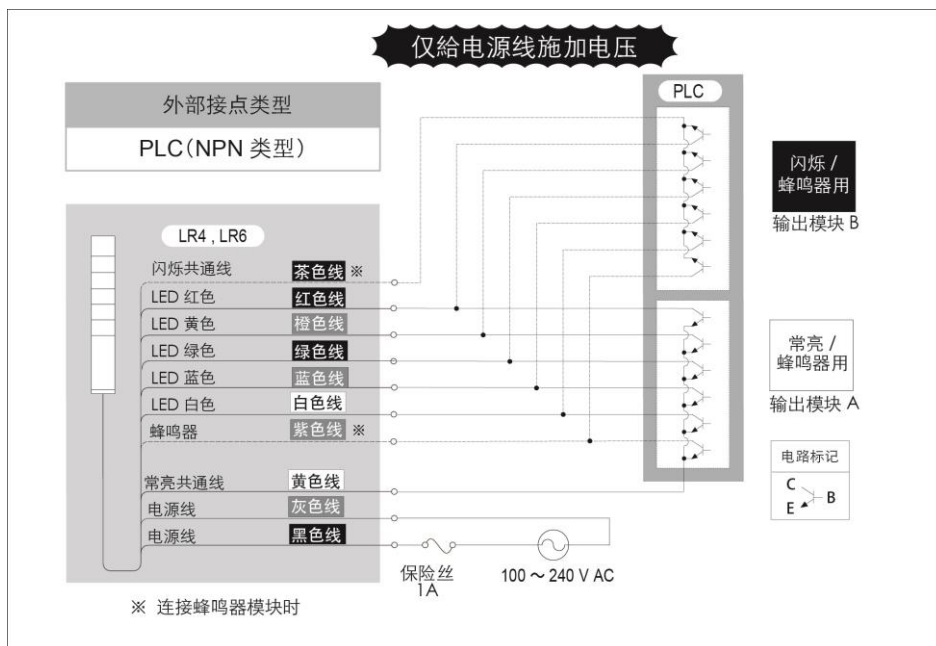 仅給电源线施加电压
外部接点类型
PLC(NPN 类型)
PLC
闪烁 /
蜂鸣器用
输出模块 B
LR4 , LR6
闪烁共通线 茶色线 ※
LED 红色 红色线
LED 黄色 橙色线
LED 绿色 绿色线
LED 蓝色 蓝色线
LED 白色 白色线
蜂鸣器 紫色线 ※
常亮 /
蜂鸣器用
输出模块 A
常亮共通线 黄色线
电源线 灰色线
电源线 黑色线
电路标记
C
B
E
保险丝
1A
100 ～ 240 V AC
※ 连接蜂鸣器模块时